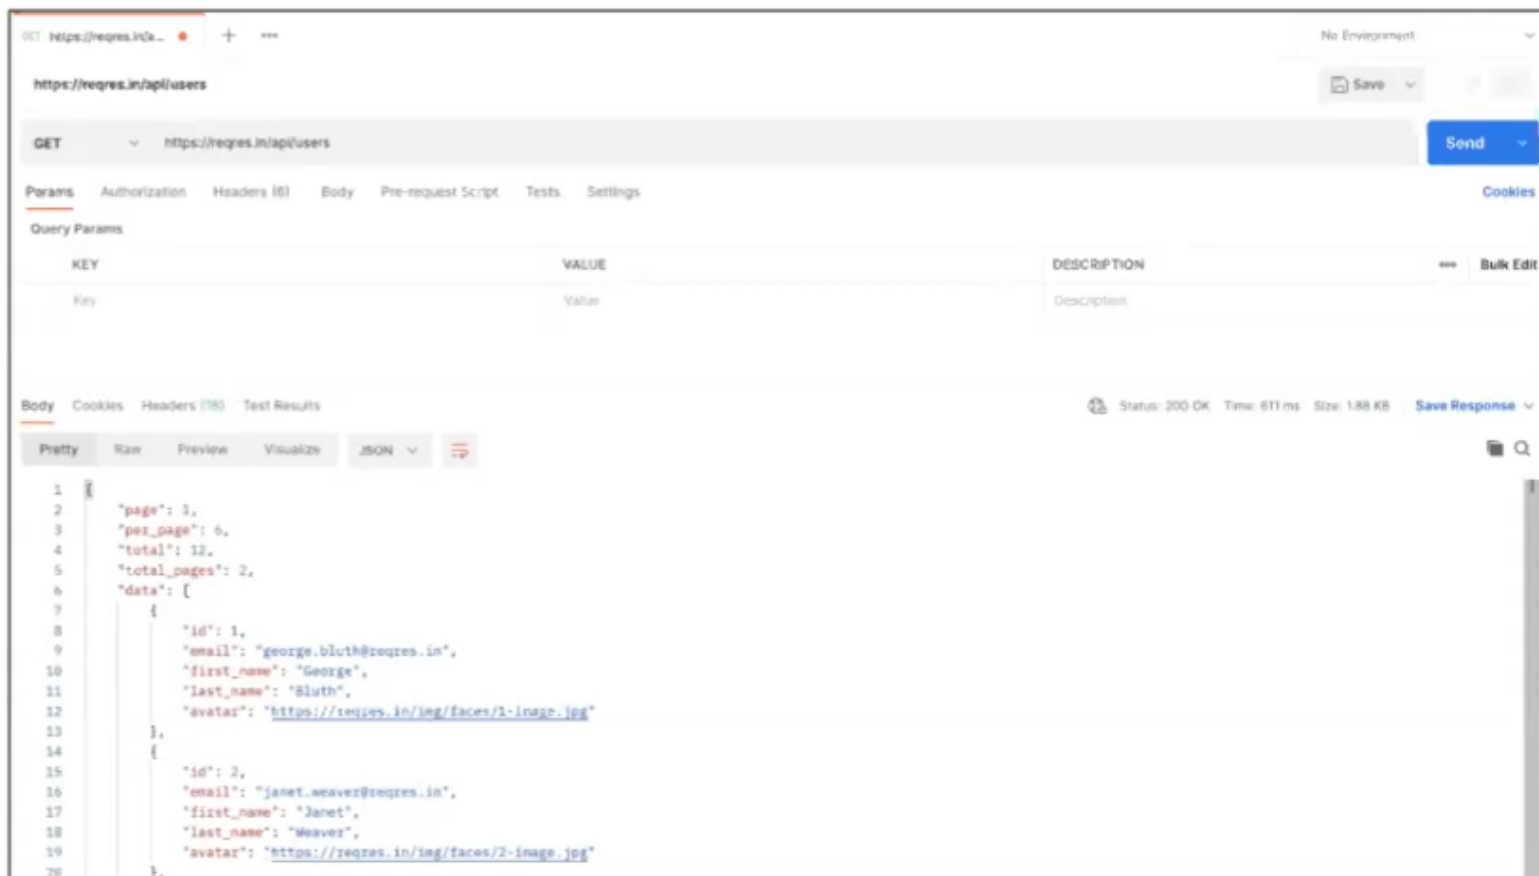 GET https://reqres.in/a... + •••
No Environment
https://reqres.in/api/users
Save
GET https://reqres.in/api/users
Send
Params Authorization Headers (6) Body Pre-request Script Tests Settings
Cookies
Query Params
KEY VALUE DESCRIPTION ••• Bulk Edit
Key Value Description
Body Cookies Headers (18) Test Results
Status: 200 OK Time: 611 ms Size: 1.88 KB Save Response
Pretty Raw Preview Visualize JSON
1 {
2 "page": 1,
3 "per_page": 6,
4 "total": 12,
5 "total_pages": 2,
6 "data": [
7 {
8 "id": 1,
9 "email": "george.bluth@reqres.in",
10 "first_name": "George",
11 "last_name": "Bluth",
12 "avatar": "https://reqres.in/img/faces/1-image.jpg"
13 },
14 {
15 "id": 2,
16 "email": "janet.weaver@reqres.in",
17 "first_name": "Janet",
18 "last_name": "Weaver",
19 "avatar": "https://reqres.in/img/faces/2-image.jpg"
20 },